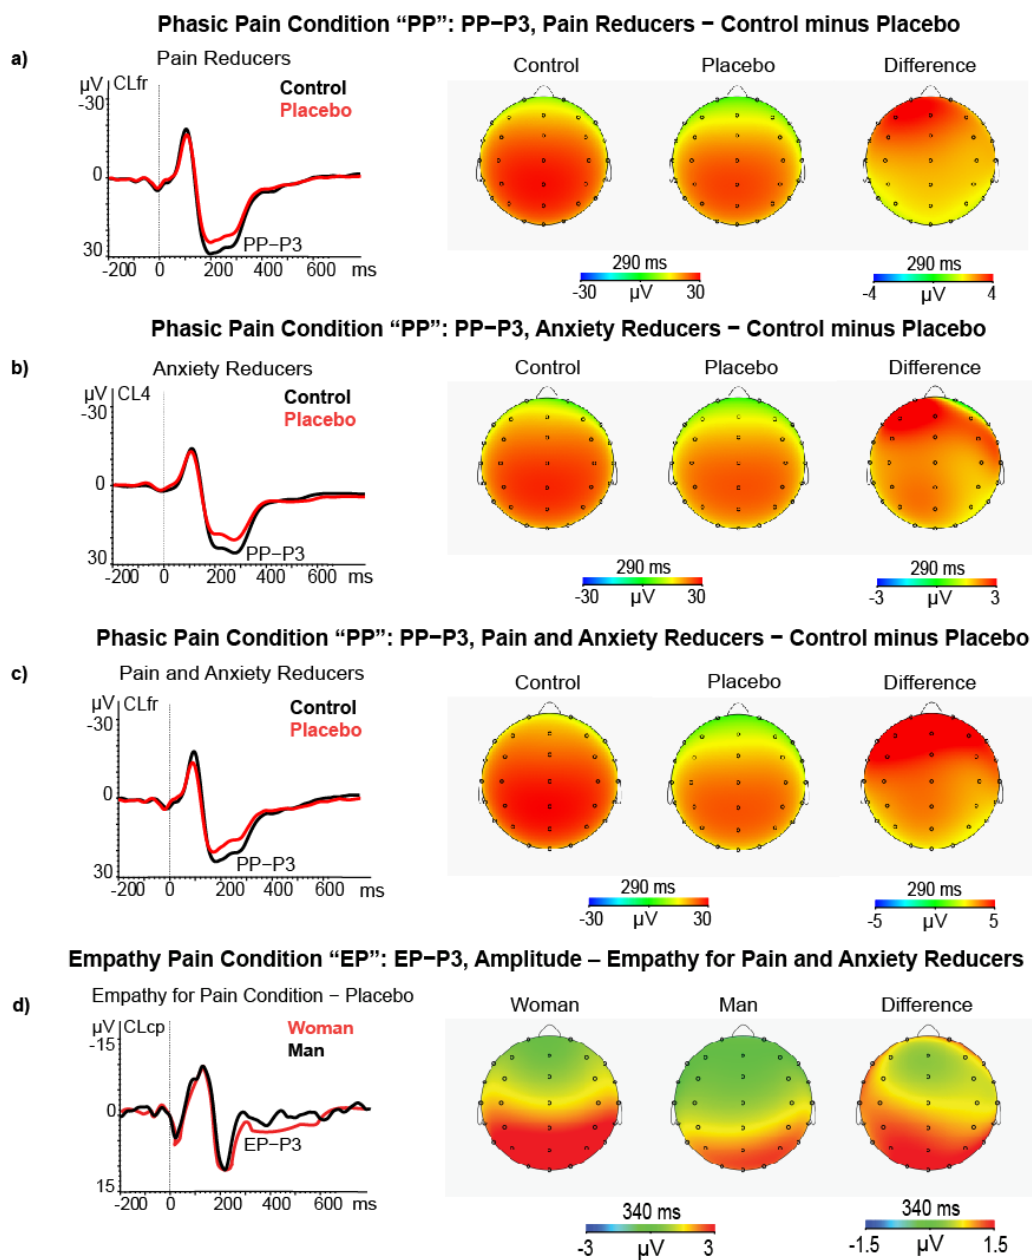 Phasic Pain Condition “PP”: PP−P3, Pain Reducers − Control minus Placebo
a)
Pain Reducers
µV CLfr
-30
0
30
Control
Placebo
PP−P3
-200 0 200 400 600 ms
Control Placebo Difference
290 ms
-30 µV 30
290 ms
-4 µV 4
Phasic Pain Condition “PP”: PP−P3, Anxiety Reducers − Control minus Placebo
b)
Anxiety Reducers
µV CL4
-30
0
30
Control
Placebo
PP−P3
-200 0 200 400 600 ms
Control Placebo Difference
290 ms
-30 µV 30
290 ms
-3 µV 3
Phasic Pain Condition “PP”: PP−P3, Pain and Anxiety Reducers − Control minus Placebo
c)
Pain and Anxiety Reducers
µV CLfr
-30
0
30
Control
Placebo
PP−P3
-200 0 200 400 600 ms
Control Placebo Difference
290 ms
-30 µV 30
290 ms
-5 µV 5
Empathy Pain Condition “EP”: EP−P3, Amplitude – Empathy for Pain and Anxiety Reducers
d)
Empathy for Pain Condition − Placebo
µV CLcp
-15
0
15
Woman
Man
EP−P3
-200 0 200 400 600 ms
Woman Man Difference
340 ms
-3 µV 3
340 ms
-1.5 µV 1.5